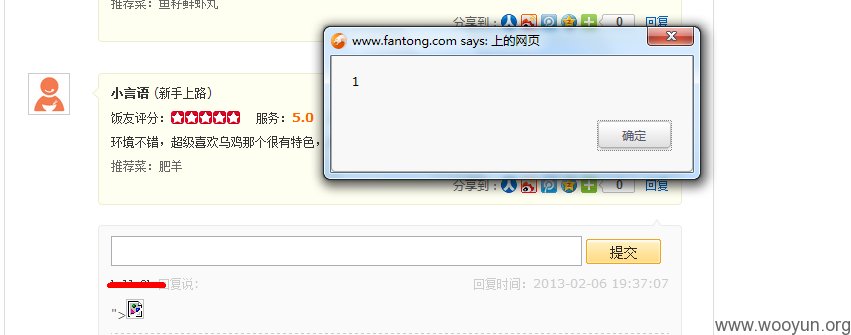 推荐菜：鱼籽鲜虾丸
分享到： 0 回复
www.fantong.com says: 上的网页
1
确定
小言语 (新手上路)
饭友评分： 服务：5.0
环境不错，超级喜欢乌鸡那个很有特色，
推荐菜：肥羊
分享到： 0 回复
提交
回复说： 回复时间：2013-02-06 19:37:07
">
www.wooyun.org